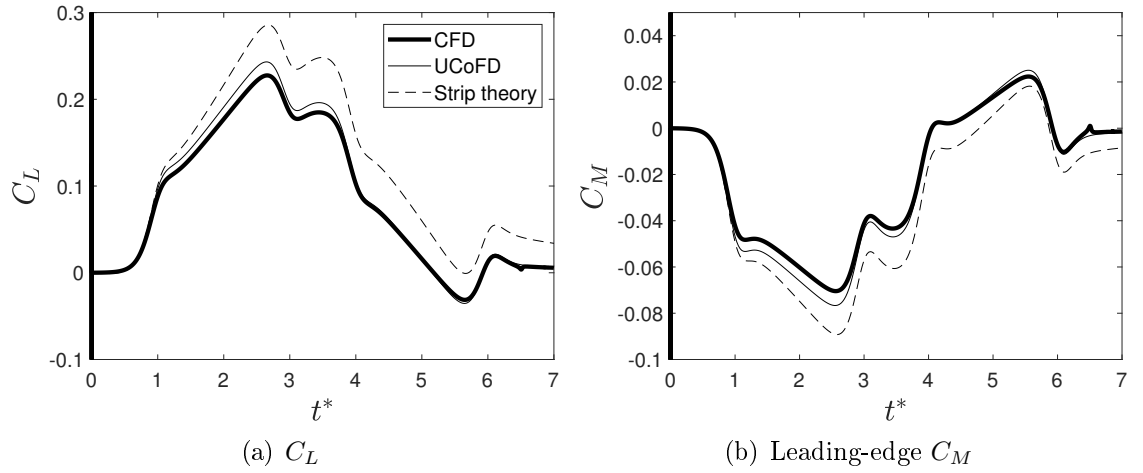 0.3
0.2
0.1
0
-0.1
C_L
0 1 2 3 4 5 6 7
t*
CFD
UCoFD
Strip theory
(a) C_L
0.04
0.02
0
-0.02
-0.04
-0.06
-0.08
-0.1
C_M
0 1 2 3 4 5 6 7
t*
(b) Leading-edge C_M